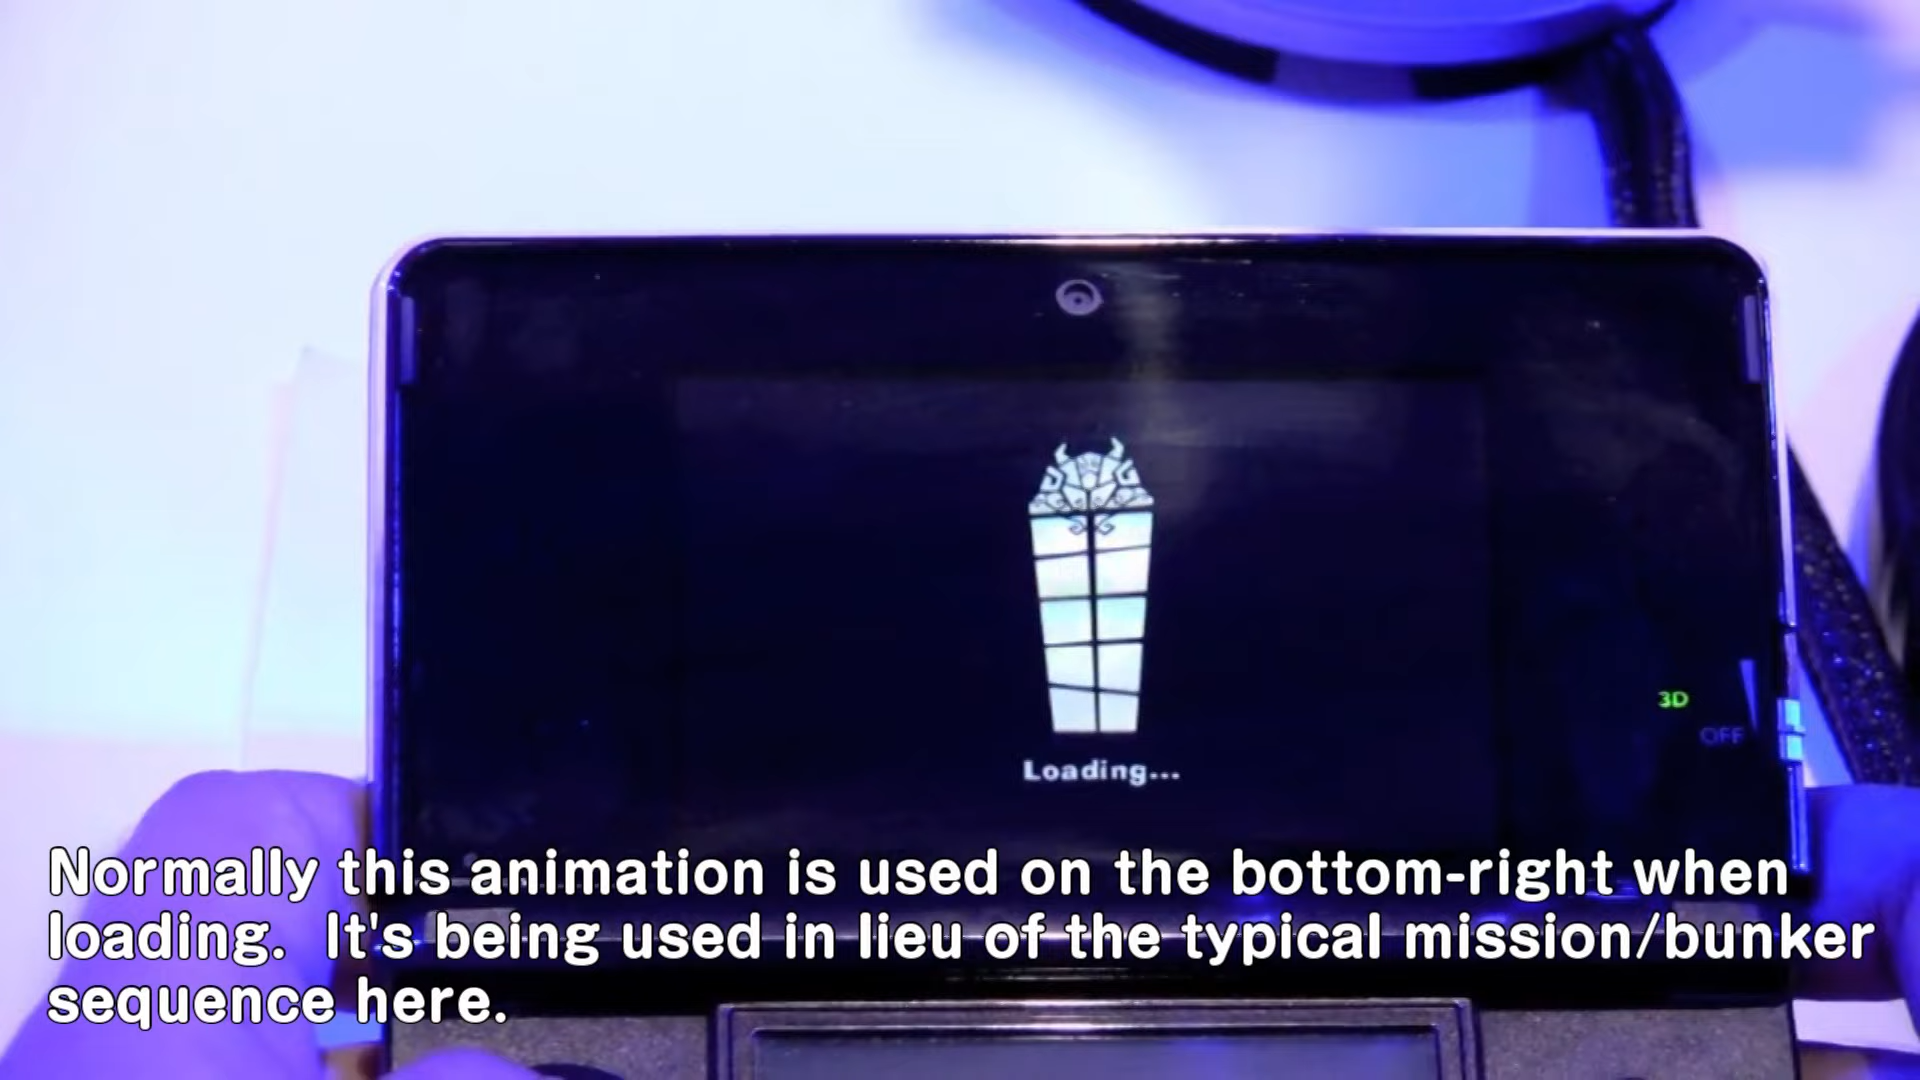 3D
OFF
Loading...
Normally this animation is used on the bottom-right when
loading.  It's being used in lieu of the typical mission/bunker
sequence here.